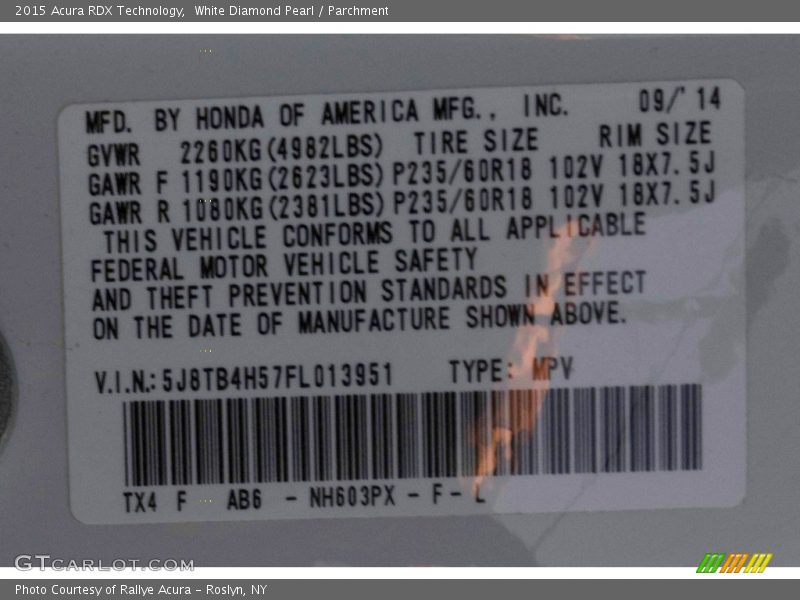 2015 Acura RDX Technology, White Diamond Pearl / Parchment
MFD. BY HONDA OF AMERICA MFG., INC. 09/'14
GVWR 2260KG(4982LBS) TIRE SIZE RIM SIZE
GAWR F 1190KG(2623LBS) P235/60R18 102V 18X7.5J
GAWR R 1080KG(2381LBS) P235/60R18 102V 18X7.5J
THIS VEHICLE CONFORMS TO ALL APPLICABLE
FEDERAL MOTOR VEHICLE SAFETY
AND THEFT PREVENTION STANDARDS IN EFFECT
ON THE DATE OF MANUFACTURE SHOWN ABOVE.
V.I.N.: 5J8TB4H57FL013951 TYPE: MPV
TX4 F AB6 - NH603PX - F - L
GTCARLOT.COM
Photo Courtesy of Rallye Acura - Roslyn, NY